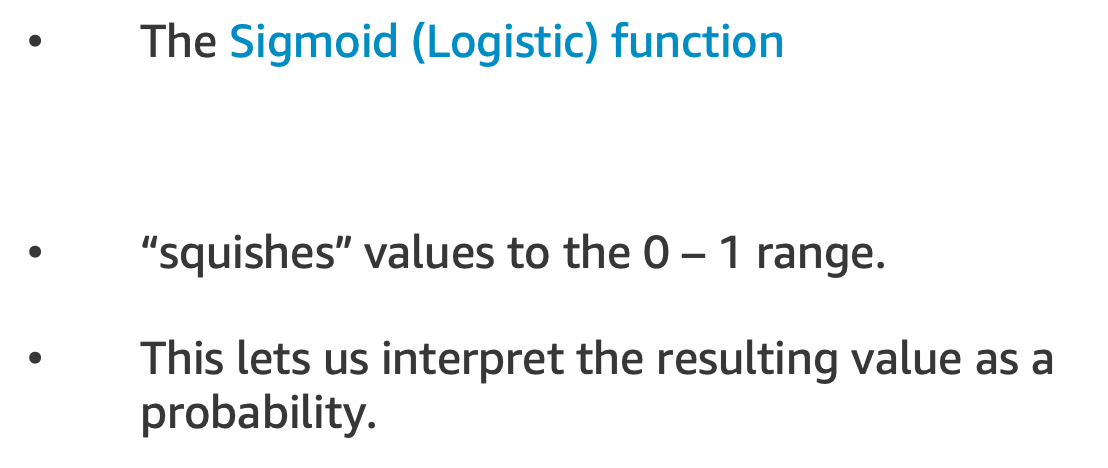 • The Sigmoid (Logistic) function
• “squishes” values to the 0 – 1 range.
• This lets us interpret the resulting value as a
probability.